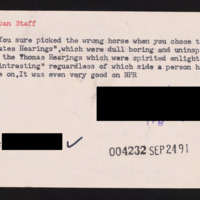 pan Staff
You sure picked the wrong horse when you chose t
ates Hearings",which were dull boring and uninsp
the Thomas Hearings which were spirited enlight
intresting" reguardless of which side a person h
e on,It was even very good on NPR
004232 SEP 24 91